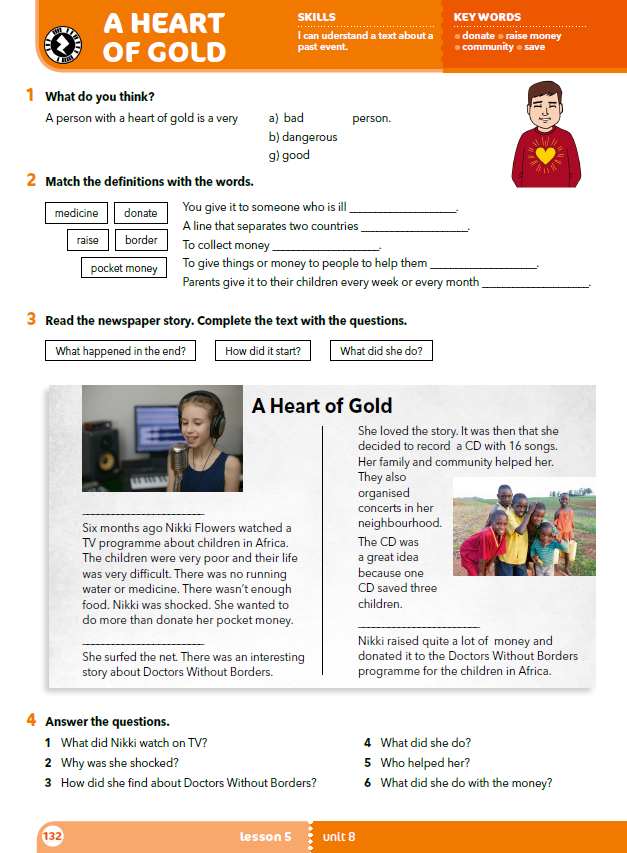 A HEART
OF GOLD
SKILLS
I can uderstand a text about a
past event.
KEY WORDS
donate raise money
community save
1 What do you think?
A person with a heart of gold is a very a) bad person.
b) dangerous
g) good
2 Match the definitions with the words.
medicine donate
raise border
pocket money
You give it to someone who is ill ____________________.
A line that separates two countries ____________________.
To collect money ____________________.
To give things or money to people to help them ____________________.
Parents give it to their children every week or every month ____________________.
3 Read the newspaper story. Complete the text with the questions.
What happened in the end? How did it start? What did she do?
A Heart of Gold
_______________________
Six months ago Nikki Flowers watched a
TV programme about children in Africa.
The children were very poor and their life
was very difficult. There was no running
water or medicine. There wasn't enough
food. Nikki was shocked. She wanted to
do more than donate her pocket money.
_______________________
She surfed the net. There was an interesting
story about Doctors Without Borders.
She loved the story. It was then that she
decided to record a CD with 16 songs.
Her family and community helped her.
They also
organised
concerts in her
neighbourhood.
The CD was
a great idea
because one
CD saved three
children.
_______________________
Nikki raised quite a lot of money and
donated it to the Doctors Without Borders
programme for the children in Africa.
4 Answer the questions.
1 What did Nikki watch on TV?
2 Why was she shocked?
3 How did she find about Doctors Without Borders?
4 What did she do?
5 Who helped her?
6 What did she do with the money?
132
lesson 5 unit 8